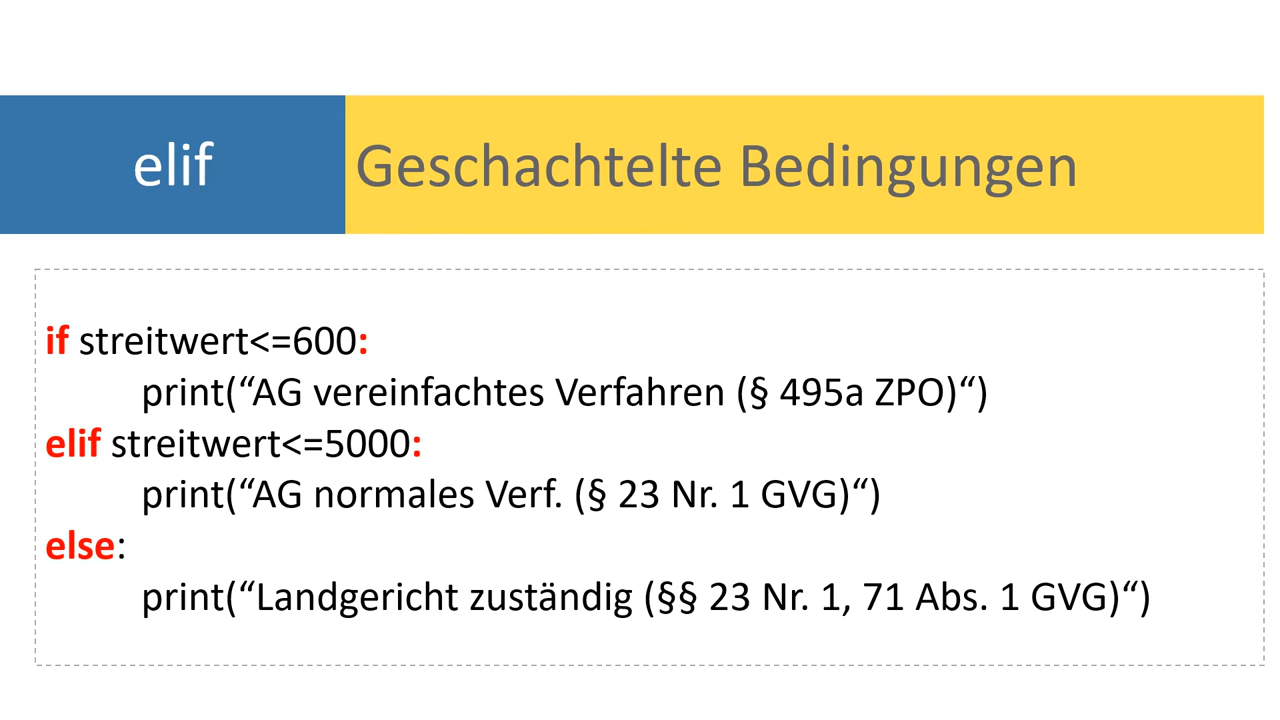 elif
Geschachtelte Bedingungen
if streitwert<=600:
print(“AG vereinfachtes Verfahren (§ 495a ZPO)“)
elif streitwert<=5000:
print(“AG normales Verf. (§ 23 Nr. 1 GVG)“)
else:
print(“Landgericht zuständig (§§ 23 Nr. 1, 71 Abs. 1 GVG)“)